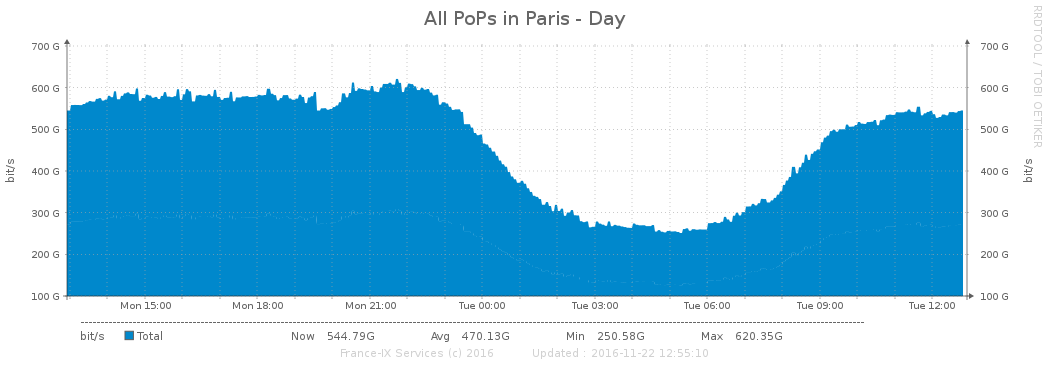 All PoPs in Paris - Day
RRDTOOL / TOBI OETIKER
bit/s
700 G 700 G
600 G 600 G
500 G 500 G
400 G 400 G
300 G 300 G
200 G 200 G
100 G 100 G
bit/s
Mon 15:00 Mon 18:00 Mon 21:00 Tue 00:00 Tue 03:00 Tue 06:00 Tue 09:00 Tue 12:00
bit/s Total Now 544.79G Avg 470.13G Min 250.58G Max 620.35G
France-IX Services (c) 2016 Updated : 2016-11-22 12:55:10